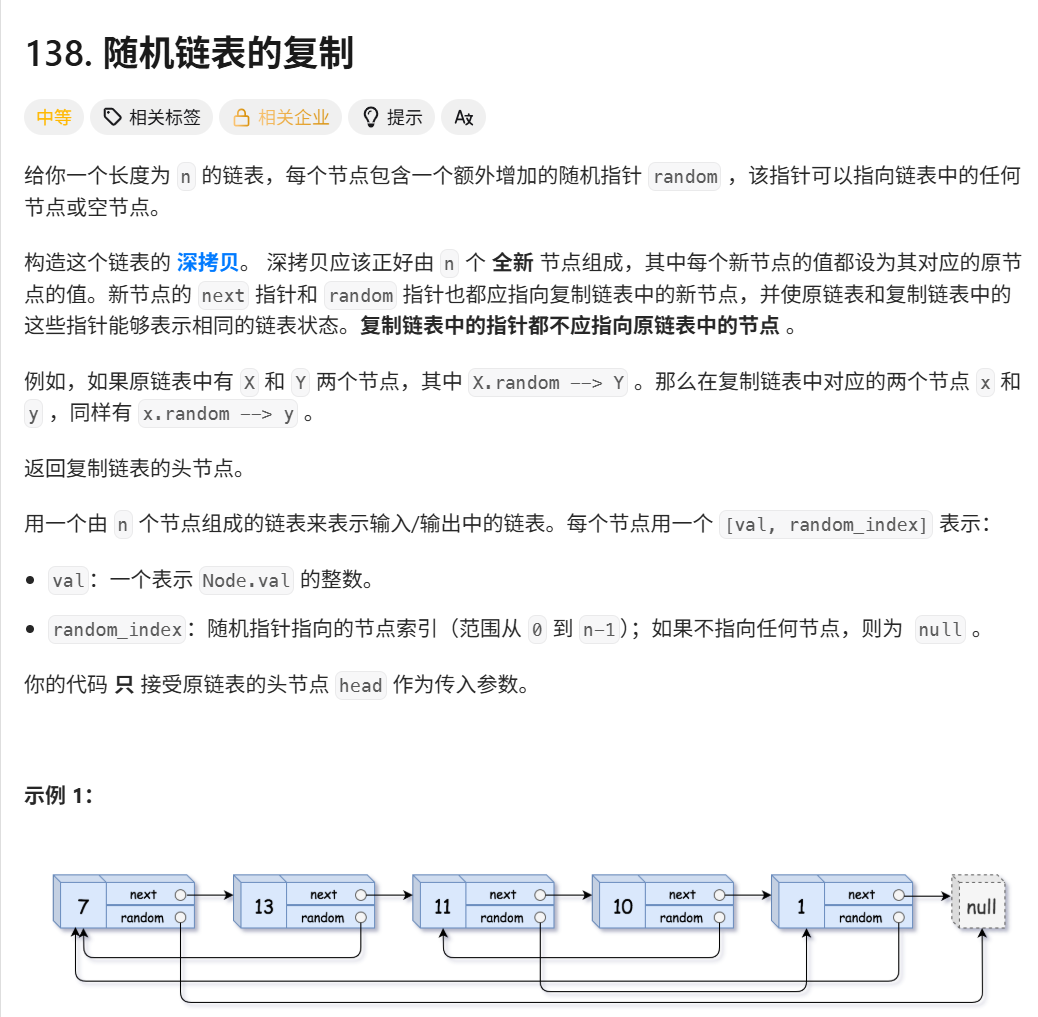 138. 随机链表的复制
中等 相关标签 相关企业 提示 Aあ
给你一个长度为 n 的链表，每个节点包含一个额外增加的随机指针 random ，该指针可以指向链表中的任何
节点或空节点。
构造这个链表的 深拷贝。 深拷贝应该正好由 n 个 全新 节点组成，其中每个新节点的值都设为其对应的原节
点的值。新节点的 next 指针和 random 指针也都应指向复制链表中的新节点，并使原链表和复制链表中的
这些指针能够表示相同的链表状态。复制链表中的指针都不应指向原链表中的节点 。
例如，如果原链表中有 X 和 Y 两个节点，其中 X.random --> Y 。那么在复制链表中对应的两个节点 x 和
y ，同样有 x.random --> y 。
返回复制链表的头节点。
用一个由 n 个节点组成的链表来表示输入/输出中的链表。每个节点用一个 [val, random_index] 表示：
• val：一个表示 Node.val 的整数。
• random_index：随机指针指向的节点索引（范围从 0 到 n-1）；如果不指向任何节点，则为 null 。
你的代码 只 接受原链表的头节点 head 作为传入参数。
示例 1：
7 next random 13 next random 11 next random 10 next random 1 next random null